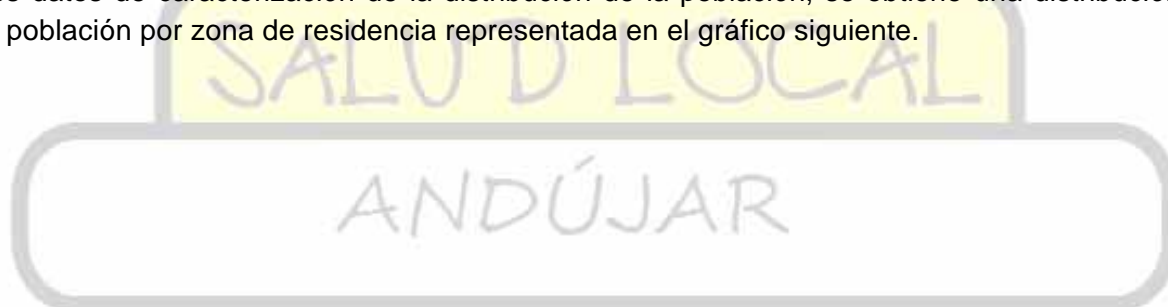 datos de caracterización de la distribución de la población, se obtiene una distribución
población por zona de residencia representada en el gráfico siguiente.
SALUD LOCAL
ANDÚJAR